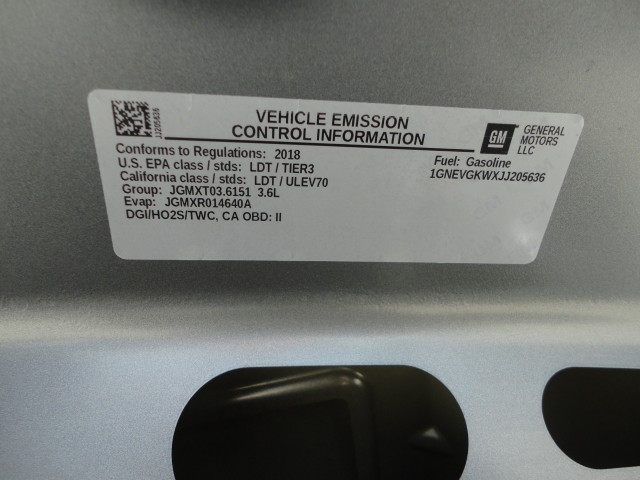 JJ205636
VEHICLE EMISSION
CONTROL INFORMATION
GM
GENERAL
MOTORS
LLC
Conforms to Regulations: 2018
U.S. EPA class / stds: LDT / TIER3
California class / stds: LDT / ULEV70
Group: JGMXT03.6151 3.6L
Evap: JGMXR014640A
DGI/HO2S/TWC, CA OBD: II
Fuel: Gasoline
1GNEVGKWXJJ205636